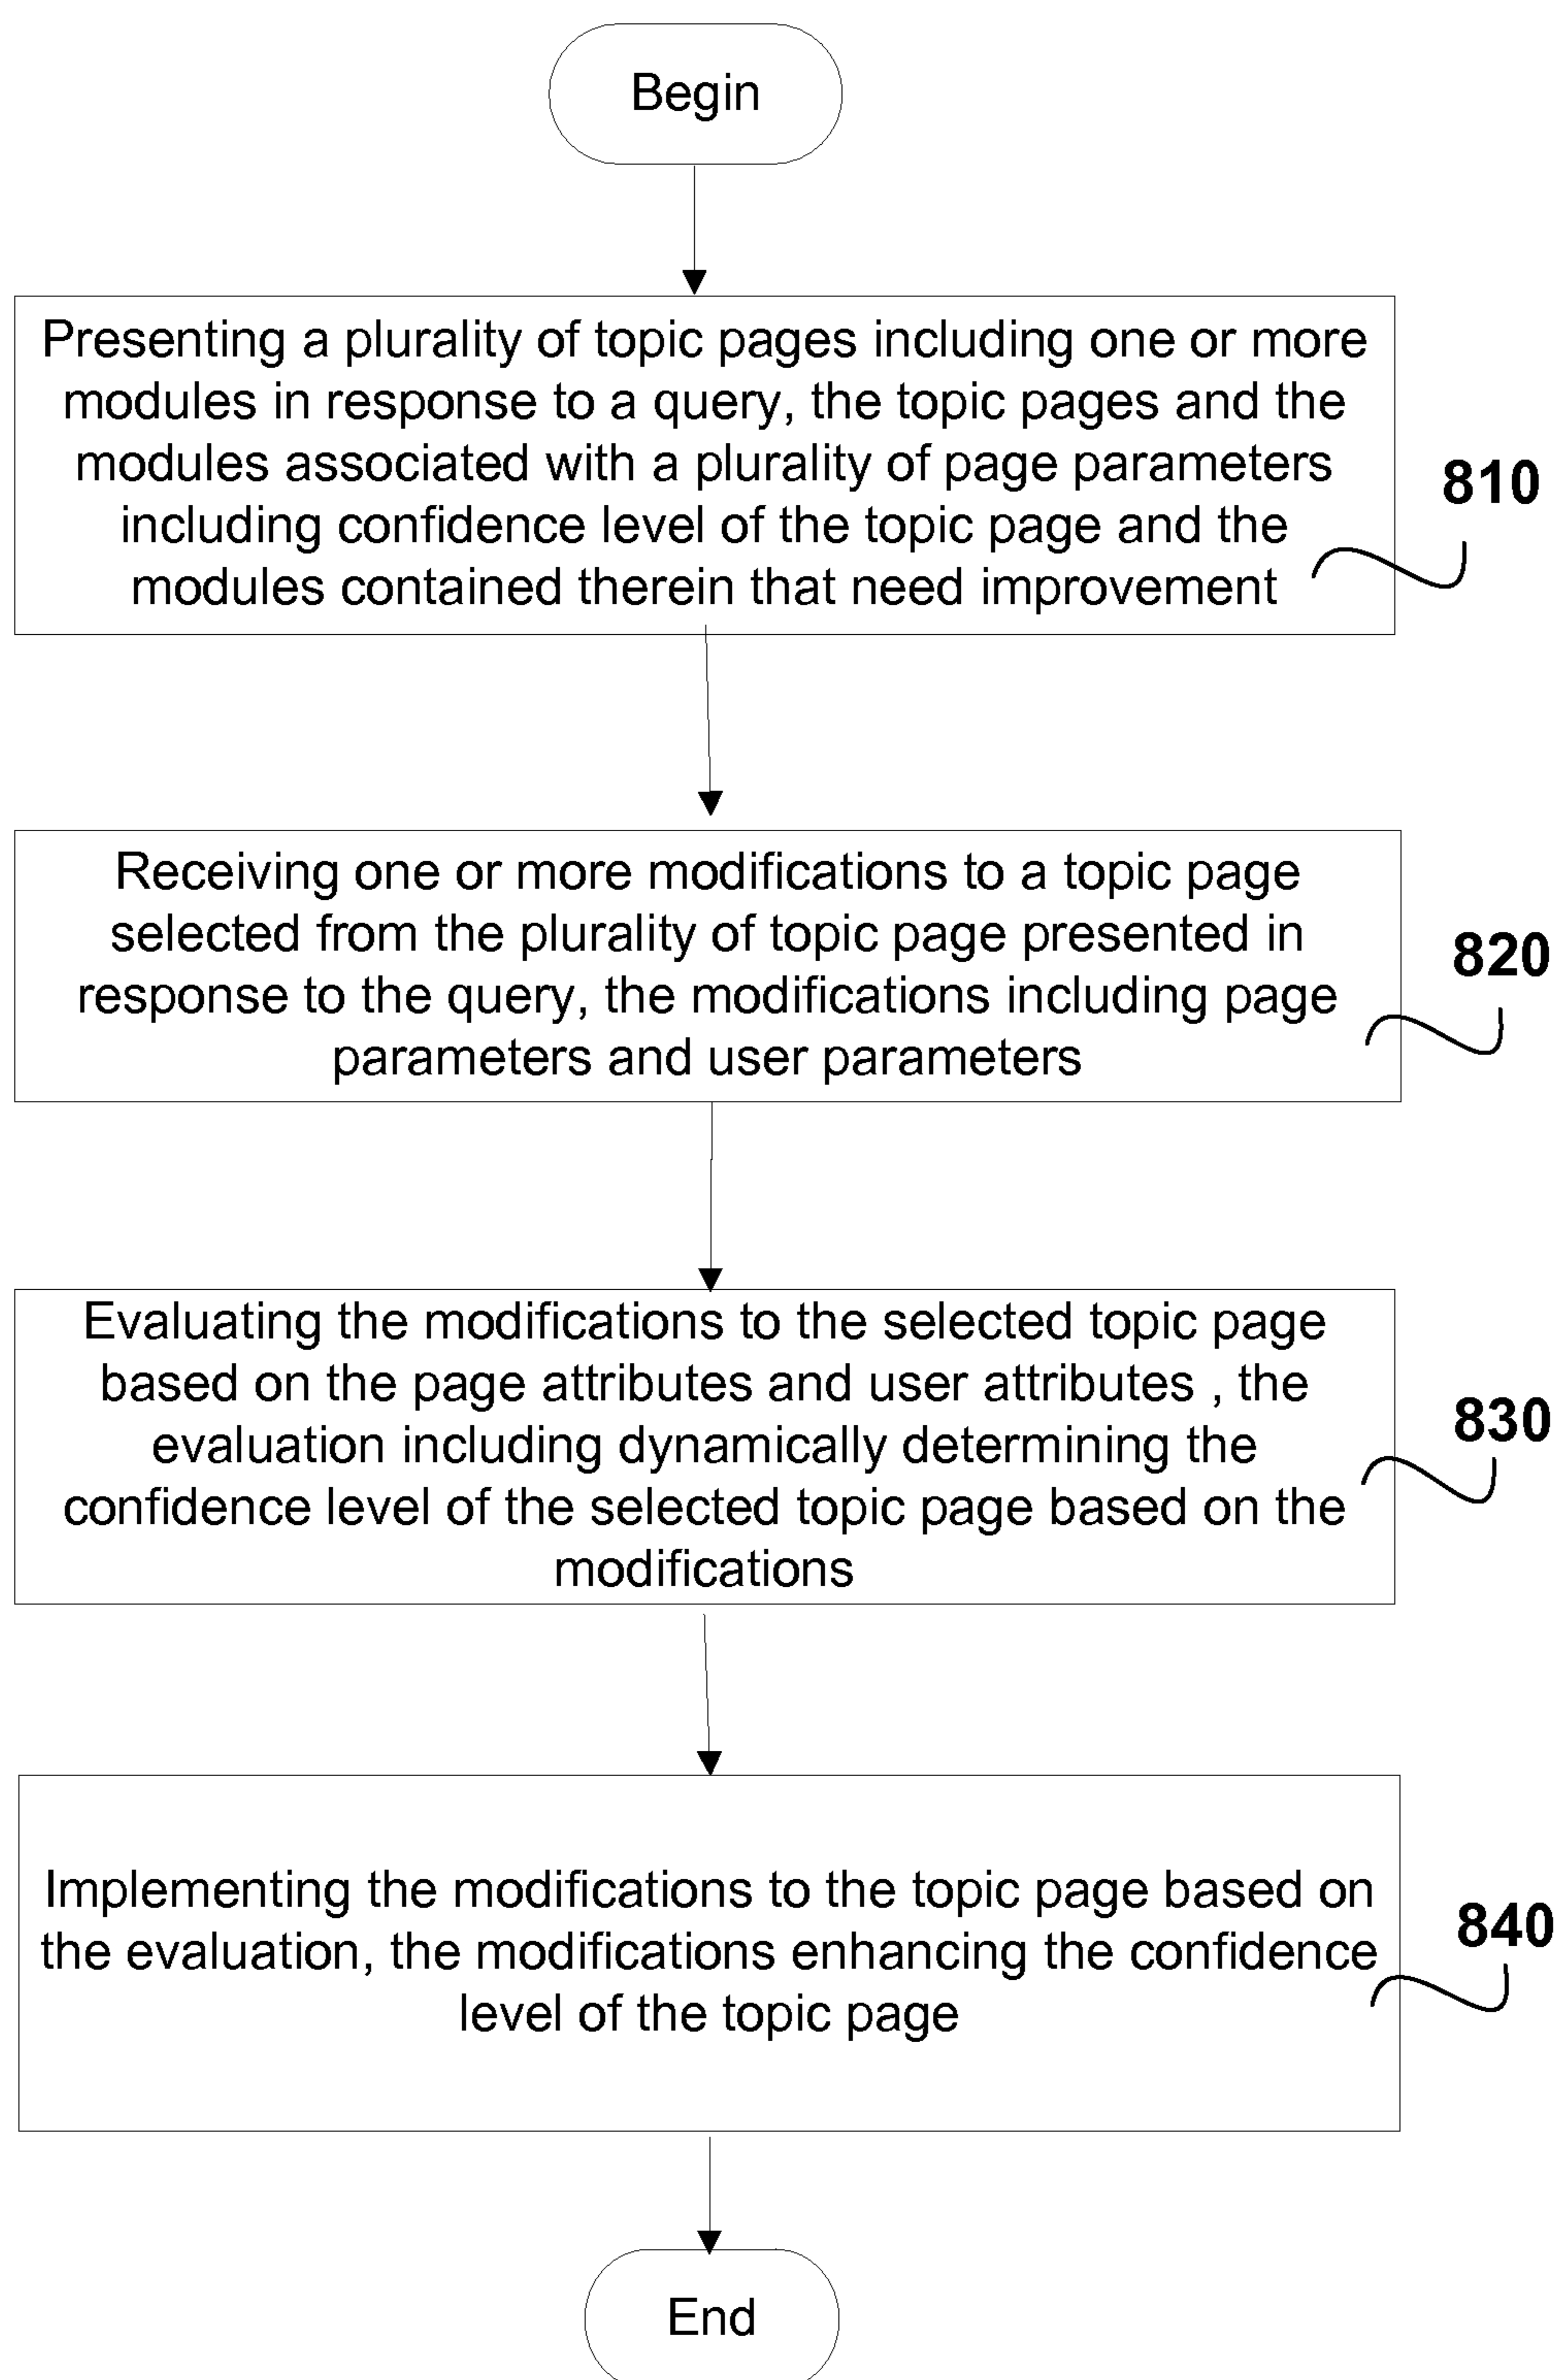 Begin
Presenting a plurality of topic pages including one or more
modules in response to a query, the topic pages and the
modules associated with a plurality of page parameters
including confidence level of the topic page and the
modules contained therein that need improvement
810
Receiving one or more modifications to a topic page
selected from the plurality of topic page presented in
response to the query, the modifications including page
parameters and user parameters
820
Evaluating the modifications to the selected topic page
based on the page attributes and user attributes , the
evaluation including dynamically determining the
confidence level of the selected topic page based on the
modifications
830
Implementing the modifications to the topic page based on
the evaluation, the modifications enhancing the confidence
level of the topic page
840
End